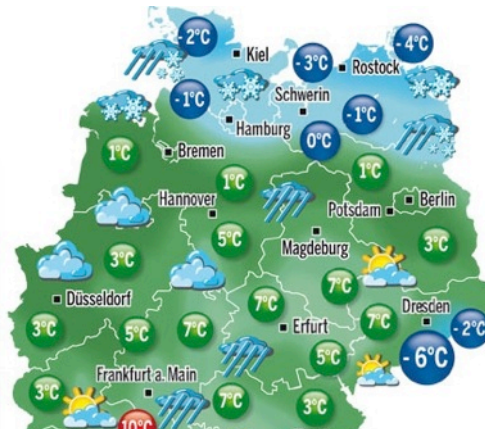 - 2°C
Kiel
- 4°C
- 3°C
Rostock
- 1°C
Schwerin
- 1°C
Hamburg
0°C
1°C
Bremen
1°C
1°C
Hannover
Potsdam
Berlin
5°C
Magdeburg
3°C
3°C
7°C
Düsseldorf
7°C
Dresden
3°C
5°C
7°C
Erfurt
7°C
- 2°C
5°C
- 6°C
3°C
Frankfurt a. Main
7°C
3°C
10°C